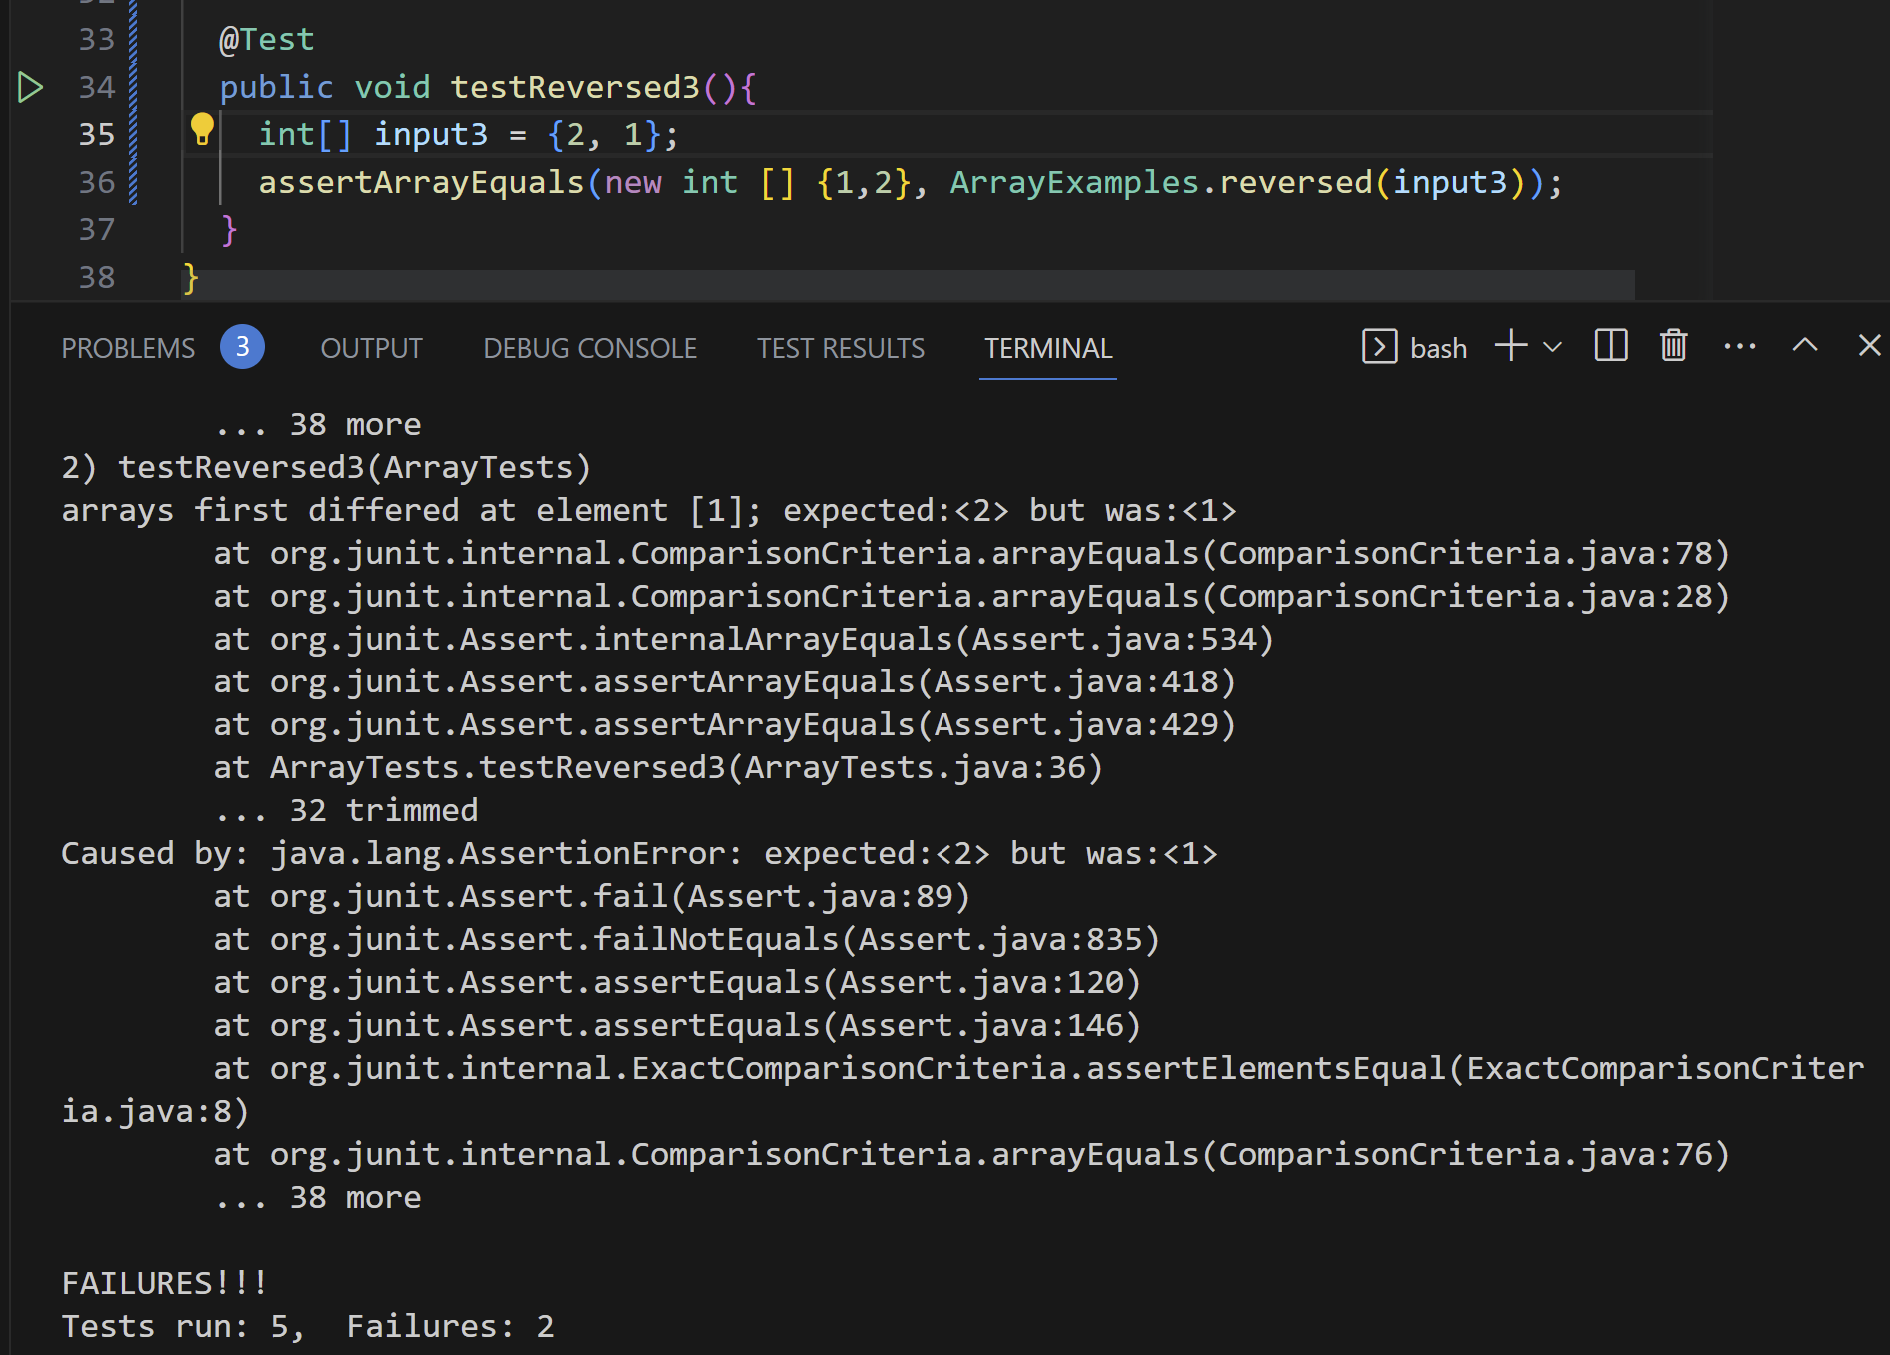 33 @Test
34 public void testReversed3(){
35 int[] input3 = {2, 1};
36 assertArrayEquals(new int [] {1,2}, ArrayExamples.reversed(input3));
37 }
38 }
PROBLEMS 3 OUTPUT DEBUG CONSOLE TEST RESULTS TERMINAL bash
... 38 more
2) testReversed3(ArrayTests)
arrays first differed at element [1]; expected:<2> but was:<1>
at org.junit.internal.ComparisonCriteria.arrayEquals(ComparisonCriteria.java:78)
at org.junit.internal.ComparisonCriteria.arrayEquals(ComparisonCriteria.java:28)
at org.junit.Assert.internalArrayEquals(Assert.java:534)
at org.junit.Assert.assertArrayEquals(Assert.java:418)
at org.junit.Assert.assertArrayEquals(Assert.java:429)
at ArrayTests.testReversed3(ArrayTests.java:36)
... 32 trimmed
Caused by: java.lang.AssertionError: expected:<2> but was:<1>
at org.junit.Assert.fail(Assert.java:89)
at org.junit.Assert.failNotEquals(Assert.java:835)
at org.junit.Assert.assertEquals(Assert.java:120)
at org.junit.Assert.assertEquals(Assert.java:146)
at org.junit.internal.ExactComparisonCriteria.assertElementsEqual(ExactComparisonCriter
ia.java:8)
at org.junit.internal.ComparisonCriteria.arrayEquals(ComparisonCriteria.java:76)
... 38 more
FAILURES!!!
Tests run: 5,  Failures: 2